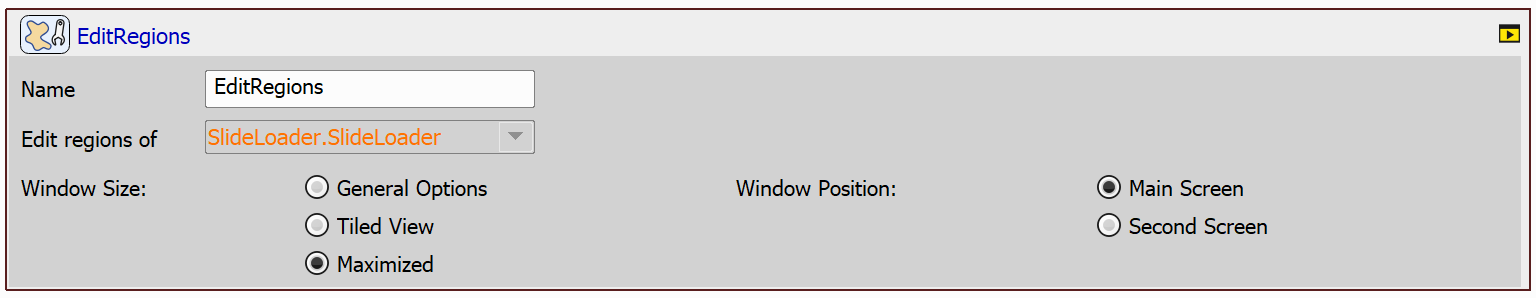 EditRegions
Name EditRegions
Edit regions of SlideLoader.SlideLoader
Window Size: General Options Window Position: Main Screen
Tiled View Second Screen
Maximized